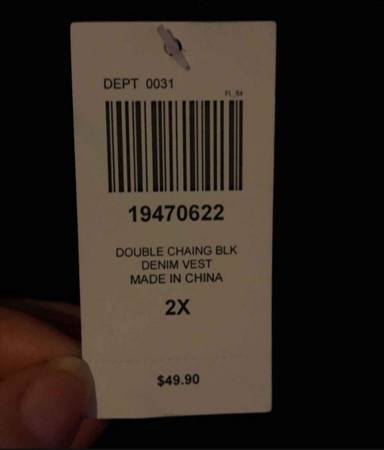 DEPT 0031
19470622
DOUBLE CHAING BLK
DENIM VEST
MADE IN CHINA
2X
$49.90